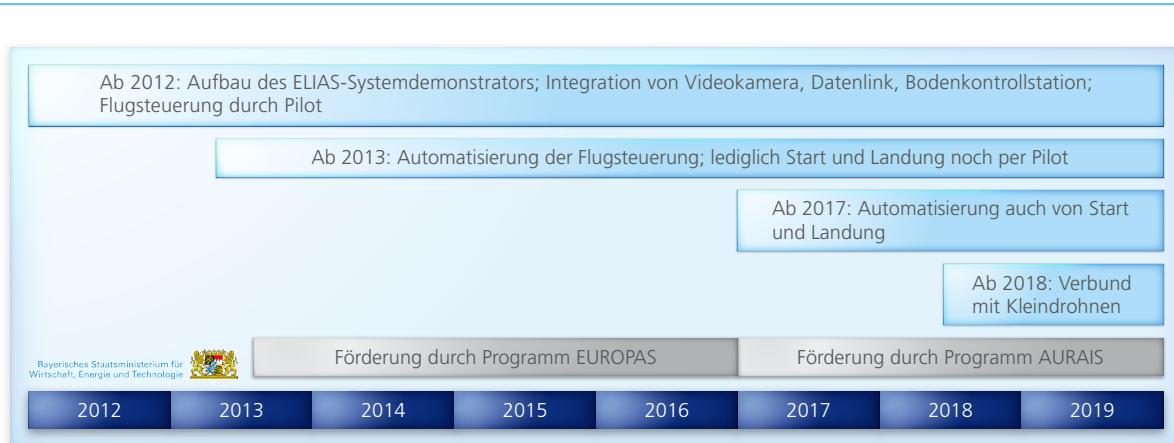 Ab 2012: Aufbau des ELIAS-Systemdemonstrators; Integration von Videokamera, Datenlink, Bodenkontrollstation;
Flugsteuerung durch Pilot
Ab 2013: Automatisierung der Flugsteuerung; lediglich Start und Landung noch per Pilot
Ab 2017: Automatisierung auch von Start
und Landung
Ab 2018: Verbund
mit Kleindrohnen
Bayerisches Staatsministerium für
Wirtschaft, Energie und Technologie
Förderung durch Programm EUROPAS
Förderung durch Programm AURAIS
2012
2013
2014
2015
2016
2017
2018
2019